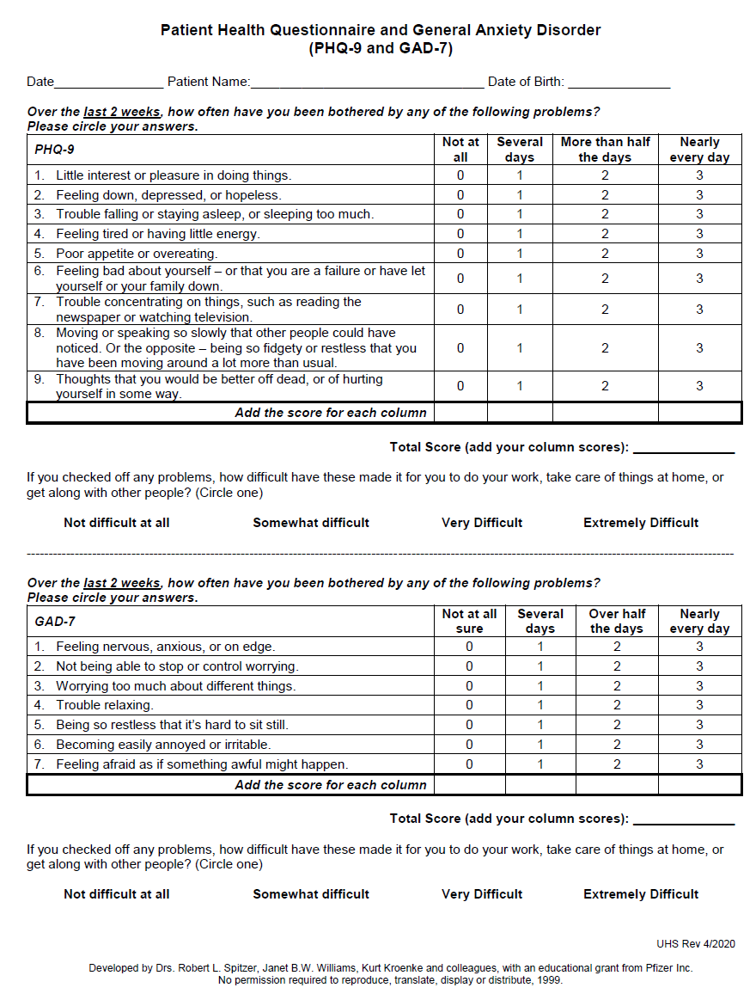 Patient Health Questionnaire and General Anxiety Disorder
(PHQ-9 and GAD-7)
Date_______________ Patient Name:________________________________ Date of Birth: ______________
Over the last 2 weeks, how often have you been bothered by any of the following problems?
Please circle your answers.
PHQ-9 Not at all Several days More than half the days Nearly every day
1. Little interest or pleasure in doing things. 0 1 2 3
2. Feeling down, depressed, or hopeless. 0 1 2 3
3. Trouble falling or staying asleep, or sleeping too much. 0 1 2 3
4. Feeling tired or having little energy. 0 1 2 3
5. Poor appetite or overeating. 0 1 2 3
6. Feeling bad about yourself – or that you are a failure or have let
yourself or your family down. 0 1 2 3
7. Trouble concentrating on things, such as reading the
newspaper or watching television. 0 1 2 3
8. Moving or speaking so slowly that other people could have
noticed. Or the opposite – being so fidgety or restless that you
have been moving around a lot more than usual. 0 1 2 3
9. Thoughts that you would be better off dead, or of hurting
yourself in some way. 0 1 2 3
Add the score for each column
Total Score (add your column scores): ______________
If you checked off any problems, how difficult have these made it for you to do your work, take care of things at home, or
get along with other people? (Circle one)
Not difficult at all Somewhat difficult Very Difficult Extremely Difficult
Over the last 2 weeks, how often have you been bothered by any of the following problems?
Please circle your answers.
GAD-7 Not at all sure Several days Over half the days Nearly every day
1. Feeling nervous, anxious, or on edge. 0 1 2 3
2. Not being able to stop or control worrying. 0 1 2 3
3. Worrying too much about different things. 0 1 2 3
4. Trouble relaxing. 0 1 2 3
5. Being so restless that it's hard to sit still. 0 1 2 3
6. Becoming easily annoyed or irritable. 0 1 2 3
7. Feeling afraid as if something awful might happen. 0 1 2 3
Add the score for each column
Total Score (add your column scores): ______________
If you checked off any problems, how difficult have these made it for you to do your work, take care of things at home, or
get along with other people? (Circle one)
Not difficult at all Somewhat difficult Very Difficult Extremely Difficult
UHS Rev 4/2020
Developed by Drs. Robert L. Spitzer, Janet B.W. Williams, Kurt Kroenke and colleagues, with an educational grant from Pfizer Inc.
No permission required to reproduce, translate, display or distribute, 1999.